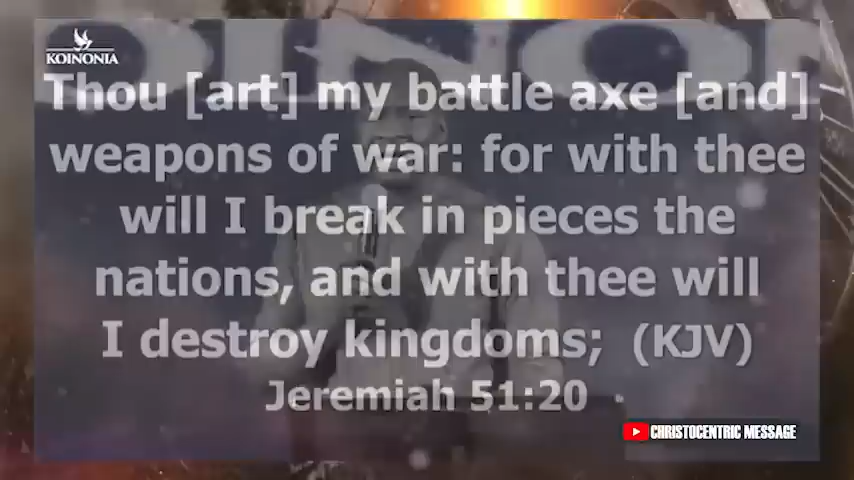 KOINONIA
Thou [art] my battle axe [and]
weapons of war: for with thee
will I break in pieces the
nations, and with thee will
I destroy kingdoms; (KJV)
Jeremiah 51:20
CHRISTOCENTRIC MESSAGE